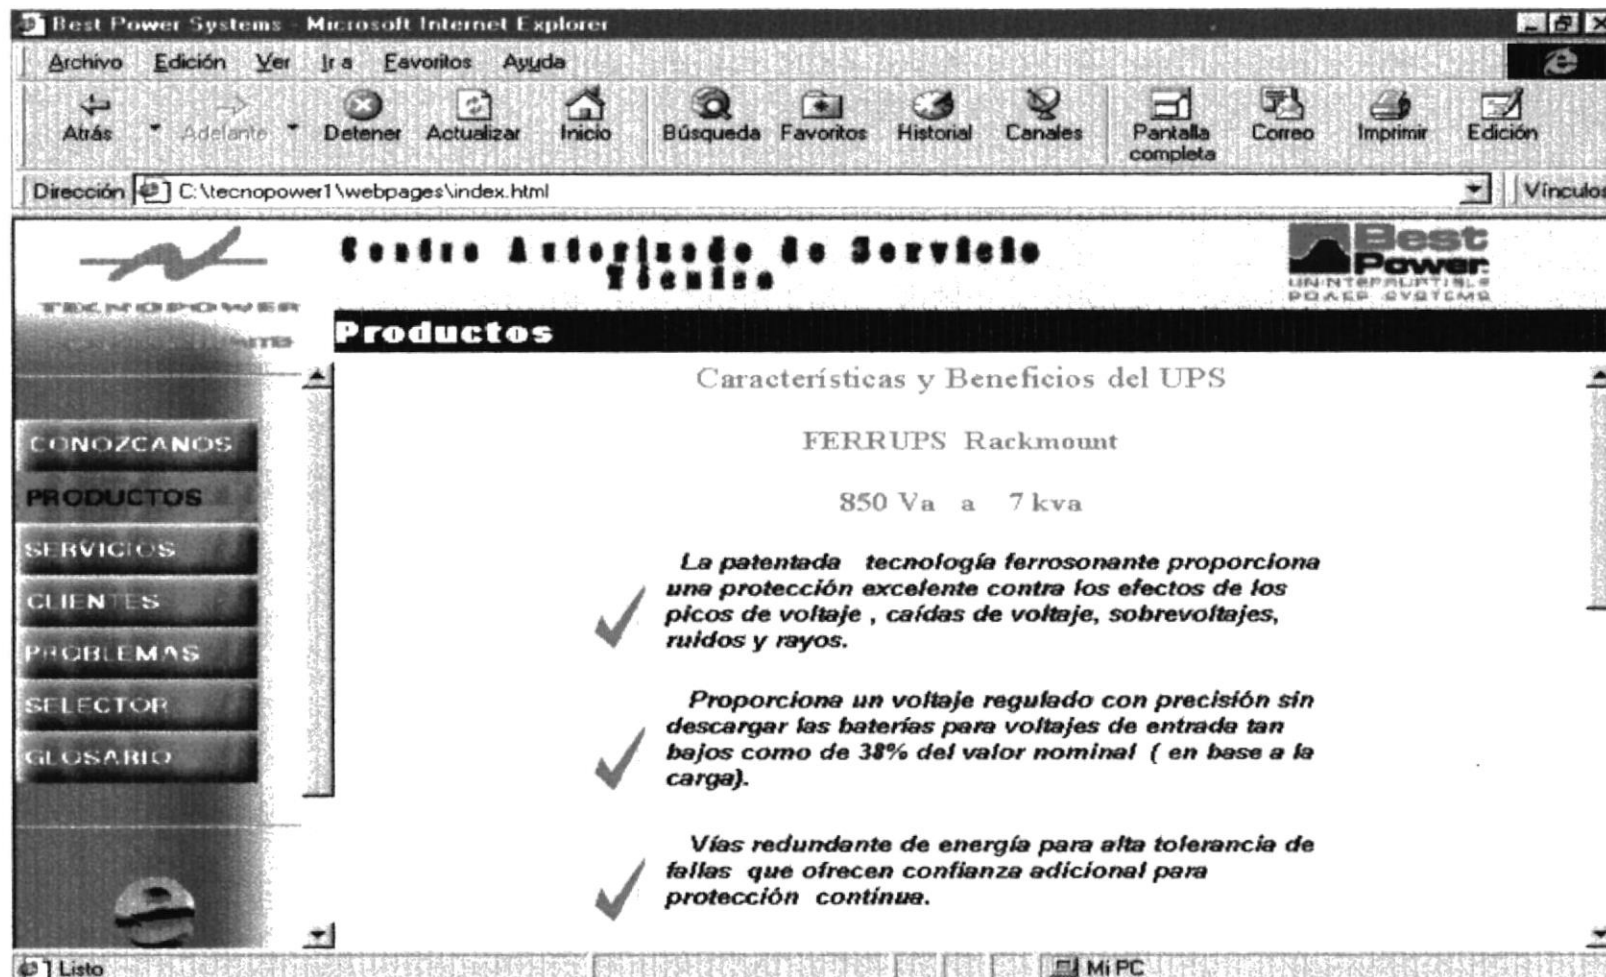 Best Power Systems - Microsoft Internet Explorer
Archivo Edición Ver Ir a Favoritos Ayuda
Atrás Adelante Detener Actualizar Inicio Búsqueda Favoritos Historial Canales Pantalla completa Correo Imprimir Edición
Dirección C:\tecnopower1\webpages\index.html Vínculos
TECNOPOWER
Centro Autorizado de Servicio
Técnico
Best
Power
UNINTERRUPTIBLE
POWER SYSTEMS
Productos
CONOZCANOS
PRODUCTOS
SERVICIOS
CLIENTES
PROBLEMAS
SELECTOR
GLOSARIO
Características y Beneficios del UPS
FERRUPS Rackmount
850 Va a 7 kva
La patentada tecnología ferrosonante proporciona
una protección excelente contra los efectos de los
picos de voltaje , caídas de voltaje, sobrevoltajes,
ruidos y rayos.
Proporciona un voltaje regulado con precisión sin
descargar las baterías para voltajes de entrada tan
bajos como de 38% del valor nominal ( en base a la
carga).
Vías redundante de energía para alta tolerancia de
fallas que ofrecen confianza adicional para
protección contínua.
Listo
Mi PC